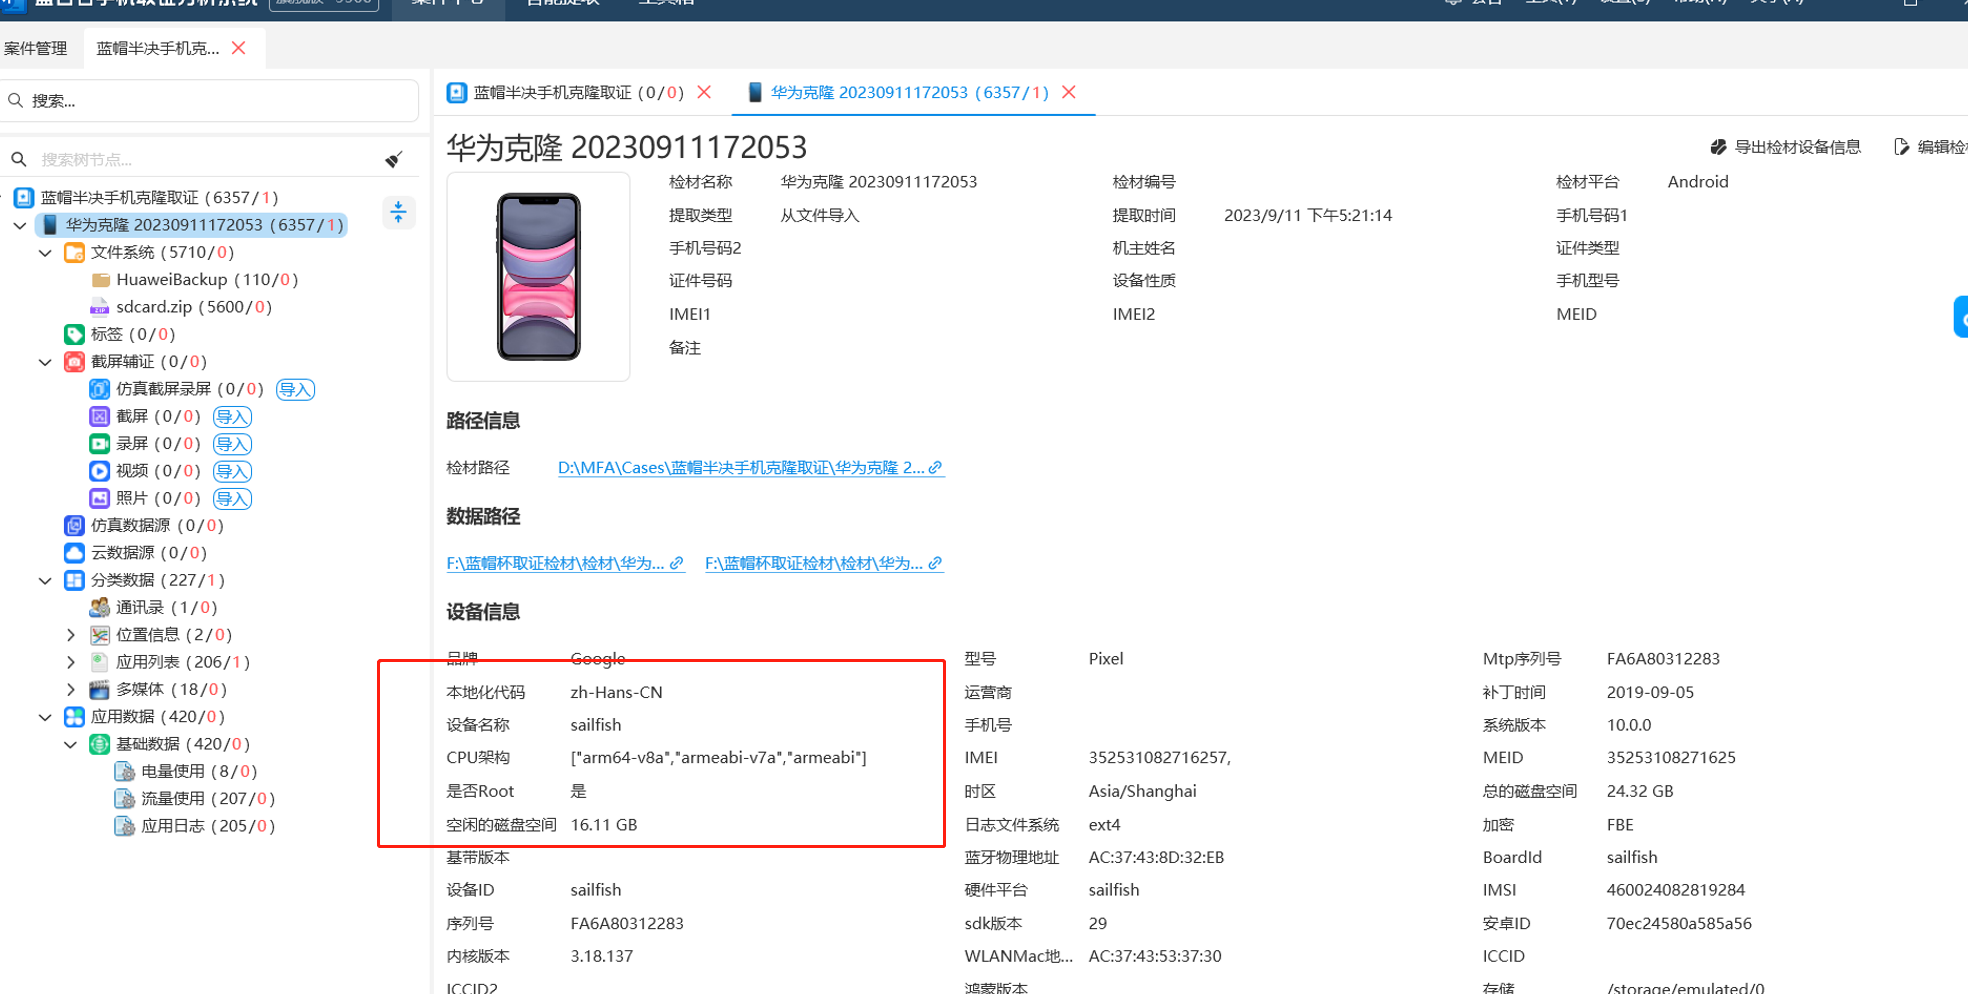 案件管理
蓝帽半决手机克...
搜索...
搜索树节点...
蓝帽半决手机克隆取证 (6357/1)
华为克隆 20230911172053 (6357/1)
文件系统 (5710/0)
HuaweiBackup (110/0)
sdcard.zip (5600/0)
标签 (0/0)
截屏辅证 (0/0)
仿真截屏录屏 (0/0) 导入
截屏 (0/0) 导入
录屏 (0/0) 导入
视频 (0/0) 导入
照片 (0/0) 导入
仿真数据源 (0/0)
云数据源 (0/0)
分类数据 (227/1)
通讯录 (1/0)
位置信息 (2/0)
应用列表 (206/1)
多媒体 (18/0)
应用数据 (420/0)
基础数据 (420/0)
电量使用 (8/0)
流量使用 (207/0)
应用日志 (205/0)
蓝帽半决手机克隆取证 (0/0) 华为克隆 20230911172053 (6357/1)
华为克隆 20230911172053 导出检材设备信息 编辑检
检材名称 华为克隆 20230911172053 检材编号 检材平台 Android
提取类型 从文件导入 提取时间 2023/9/11 下午5:21:14 手机号码1
手机号码2 机主姓名 证件类型
证件号码 设备性质 手机型号
IMEI1 IMEI2 MEID
备注
路径信息
检材路径 D:\MFA\Cases\蓝帽半决手机克隆取证\华为克隆 2...
数据路径
F:\蓝帽杯取证检材\检材\华为... F:\蓝帽杯取证检材\检材\华为...
设备信息
品牌 Google 型号 Pixel Mtp序列号 FA6A80312283
本地化代码 zh-Hans-CN 运营商 补丁时间 2019-09-05
设备名称 sailfish 手机号 系统版本 10.0.0
CPU架构 ["arm64-v8a","armeabi-v7a","armeabi"] IMEI 352531082716257, MEID 35253108271625
是否Root 是 时区 Asia/Shanghai 总的磁盘空间 24.32 GB
空闲的磁盘空间 16.11 GB 日志文件系统 ext4 加密 FBE
基带版本 蓝牙物理地址 AC:37:43:8D:32:EB BoardId sailfish
设备ID sailfish 硬件平台 sailfish IMSI 460024082819284
序列号 FA6A80312283 sdk版本 29 安卓ID 70ec24580a585a56
内核版本 3.18.137 WLANMac地... AC:37:43:53:37:30 ICCID
ICCID2 鸿蒙版本 存储 /storage/emulated/0